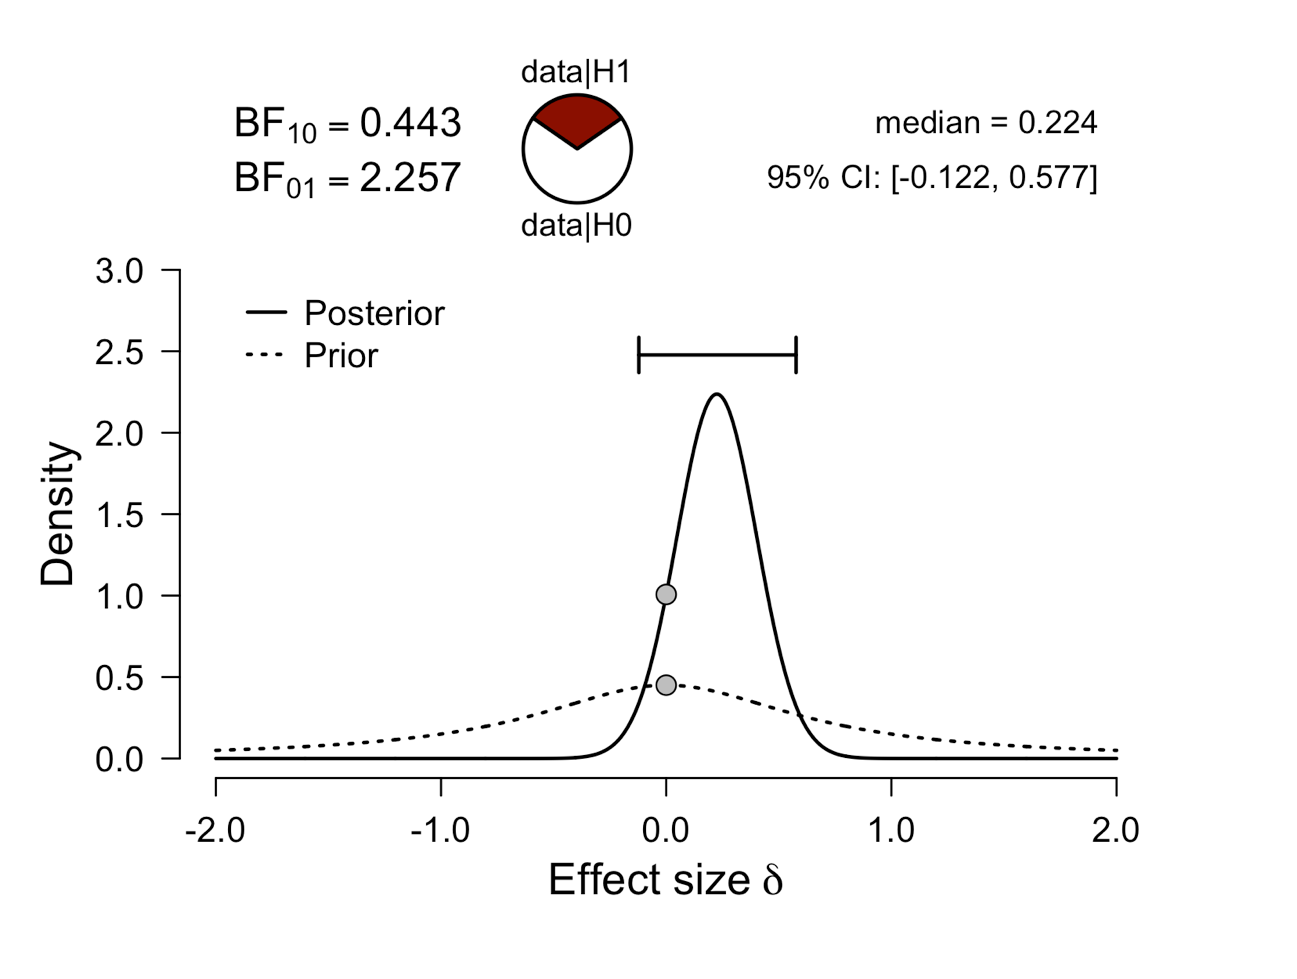 data|H1
BF10 = 0.443
median = 0.224
BF01 = 2.257
95% CI: [-0.122, 0.577]
data|H0
3.0
Posterior
2.5
Prior
2.0
1.5
1.0
0.5
0.0
Density
-2.0 -1.0 0.0 1.0 2.0
Effect size δ